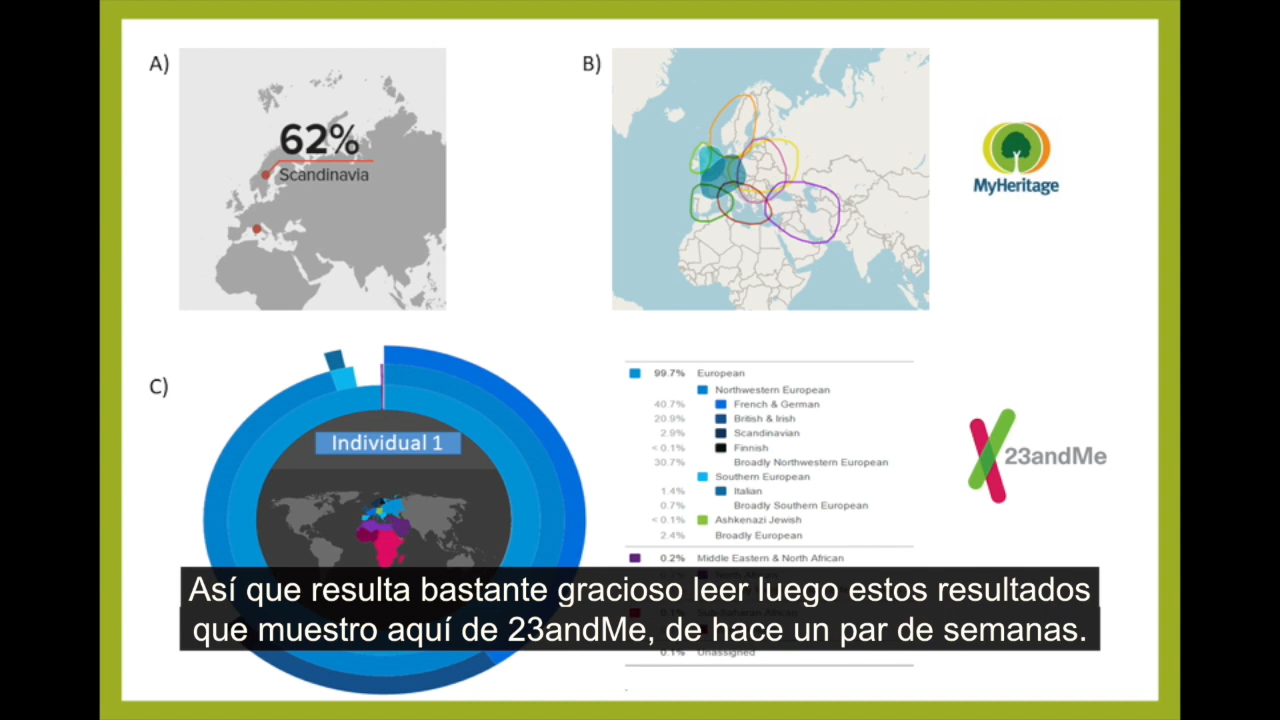 A)
62%
Scandinavia
B)
MyHeritage
C)
Individual 1
99.7% European
Northwestern European
40.7% French & German
20.9% British & Irish
2.9% Scandinavian
< 0.1% Finnish
30.7% Broadly Northwestern European
Southern European
1.4% Italian
0.7% Broadly Southern European
< 0.1% Ashkenazi Jewish
2.4% Broadly European
0.2% Middle Eastern & North African
0.1% Unassigned
23andMe
Así que resulta bastante gracioso leer luego estos resultados
que muestro aquí de 23andMe, de hace un par de semanas.